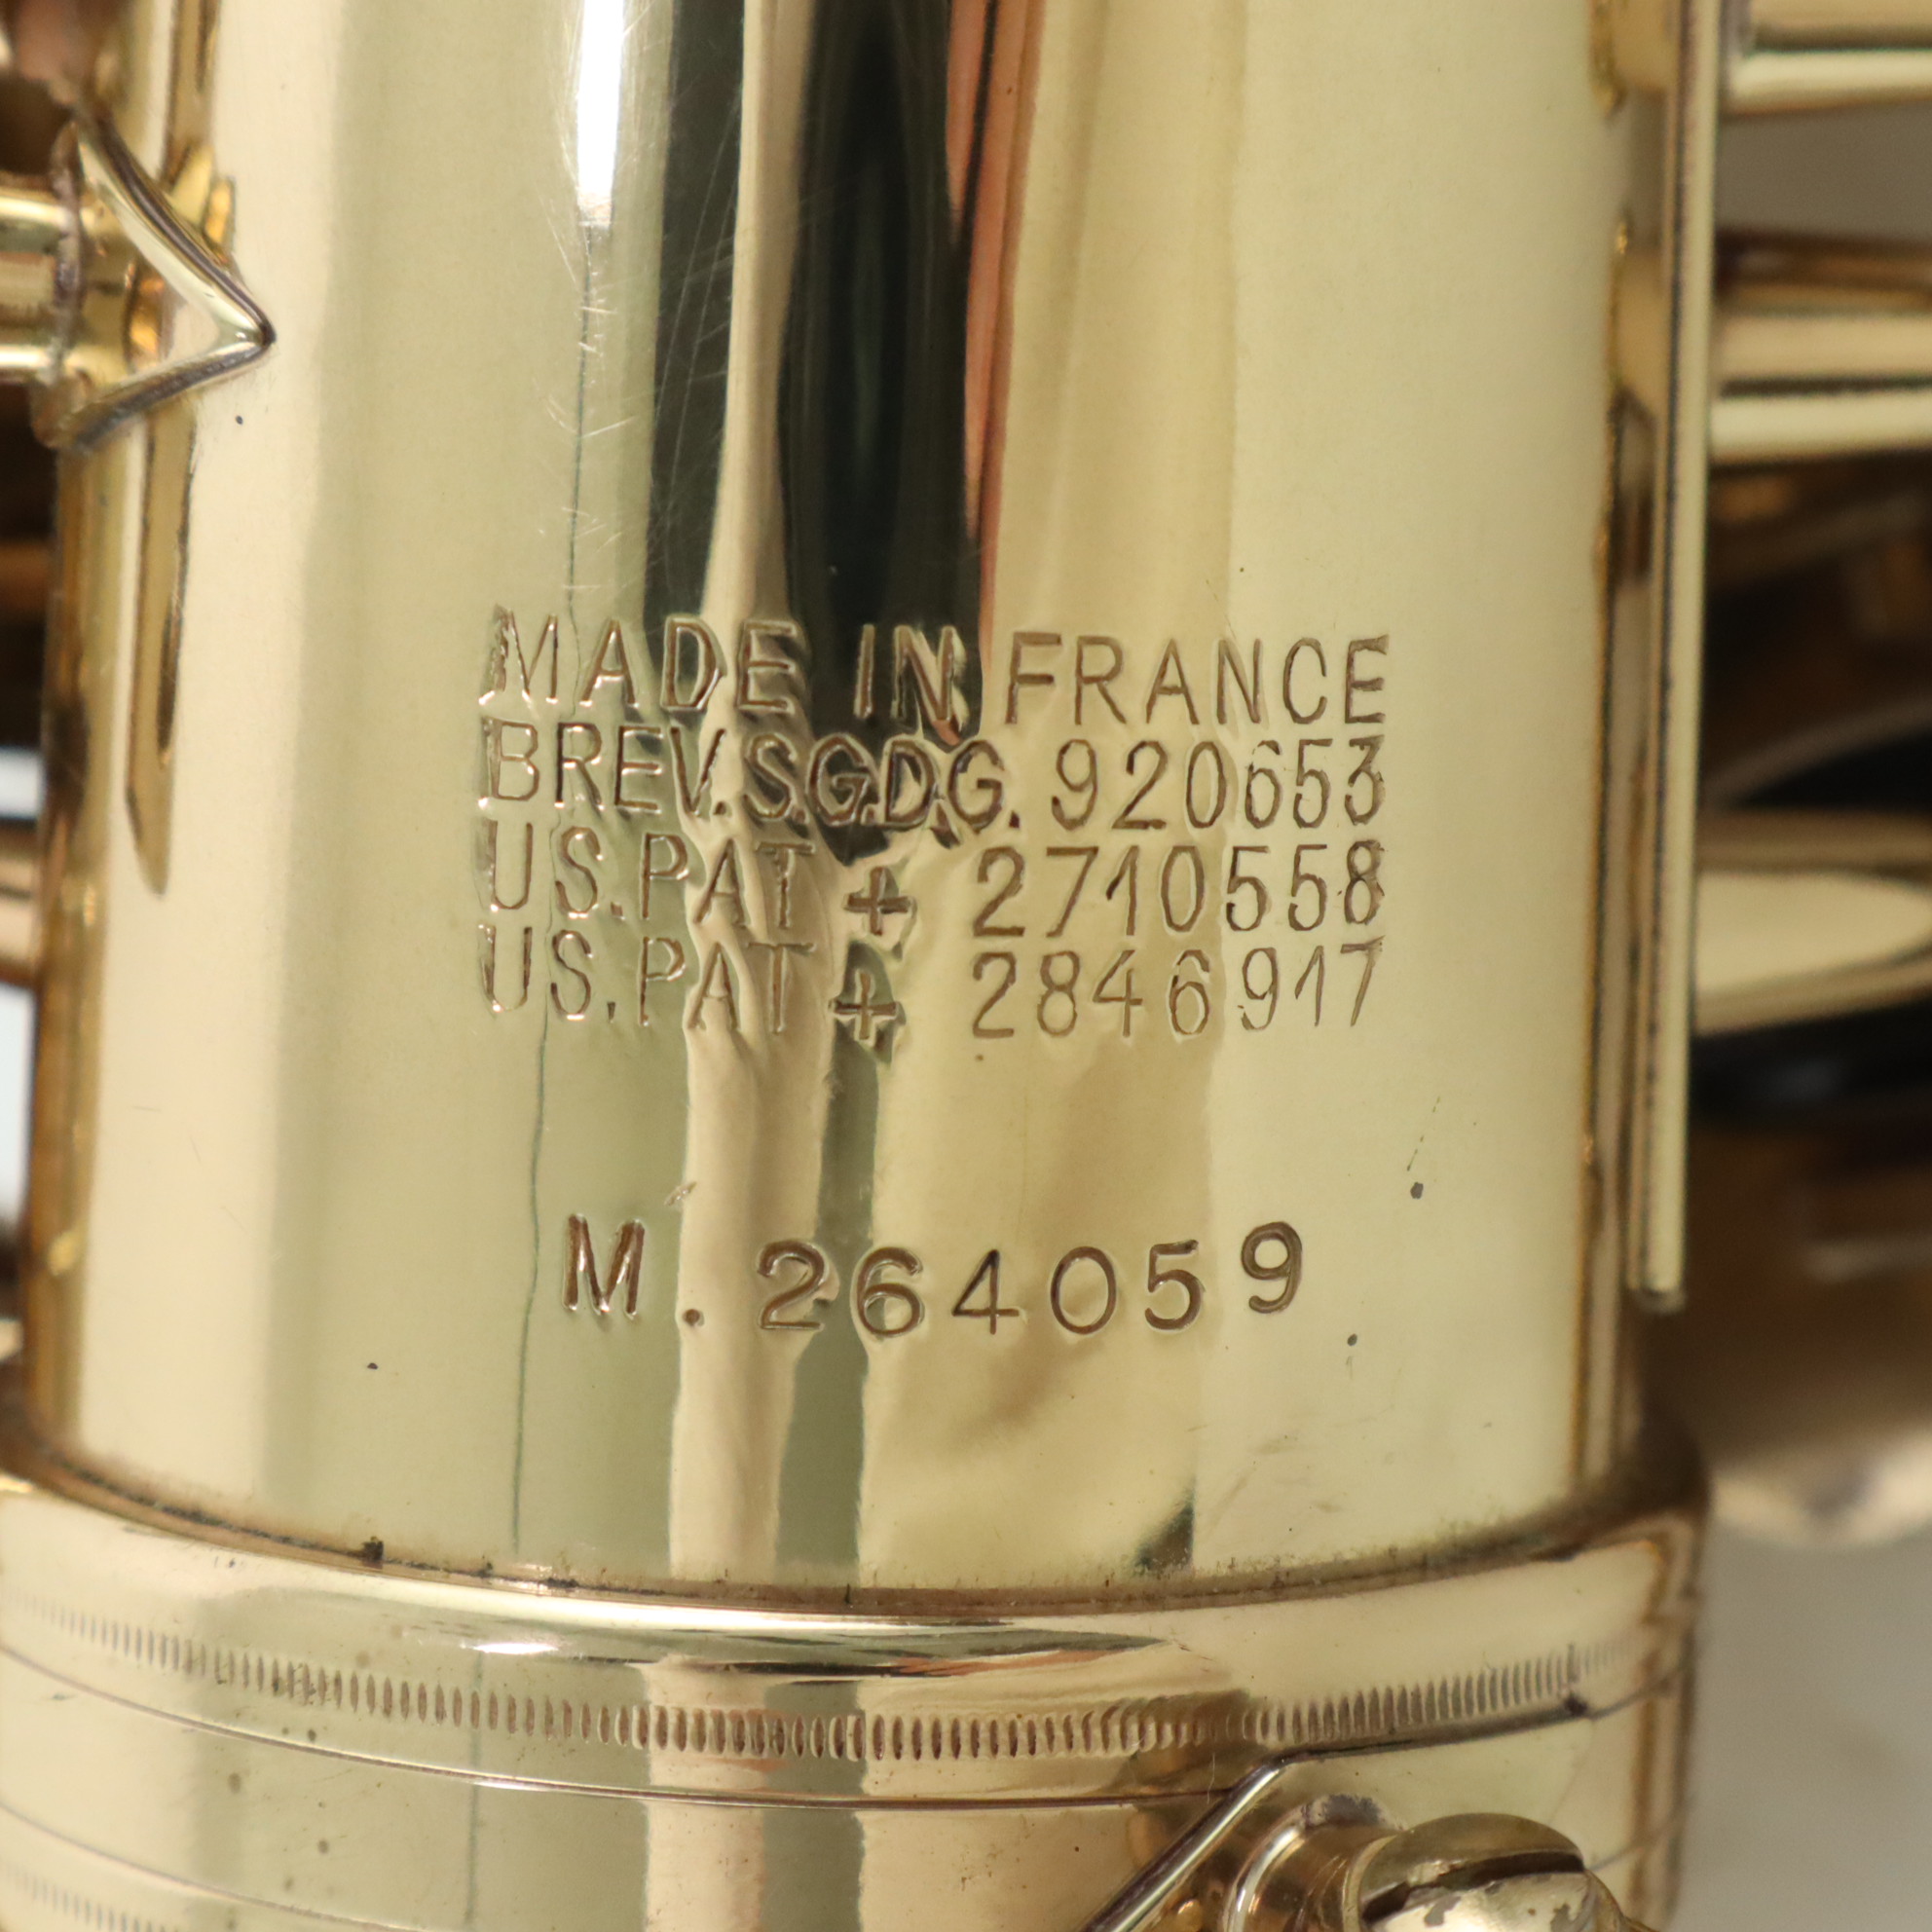 MADE IN FRANCE
BREV.S.G.D.G. 920653
US.PAT + 2710558
US.PAT + 2846917
M. 264059